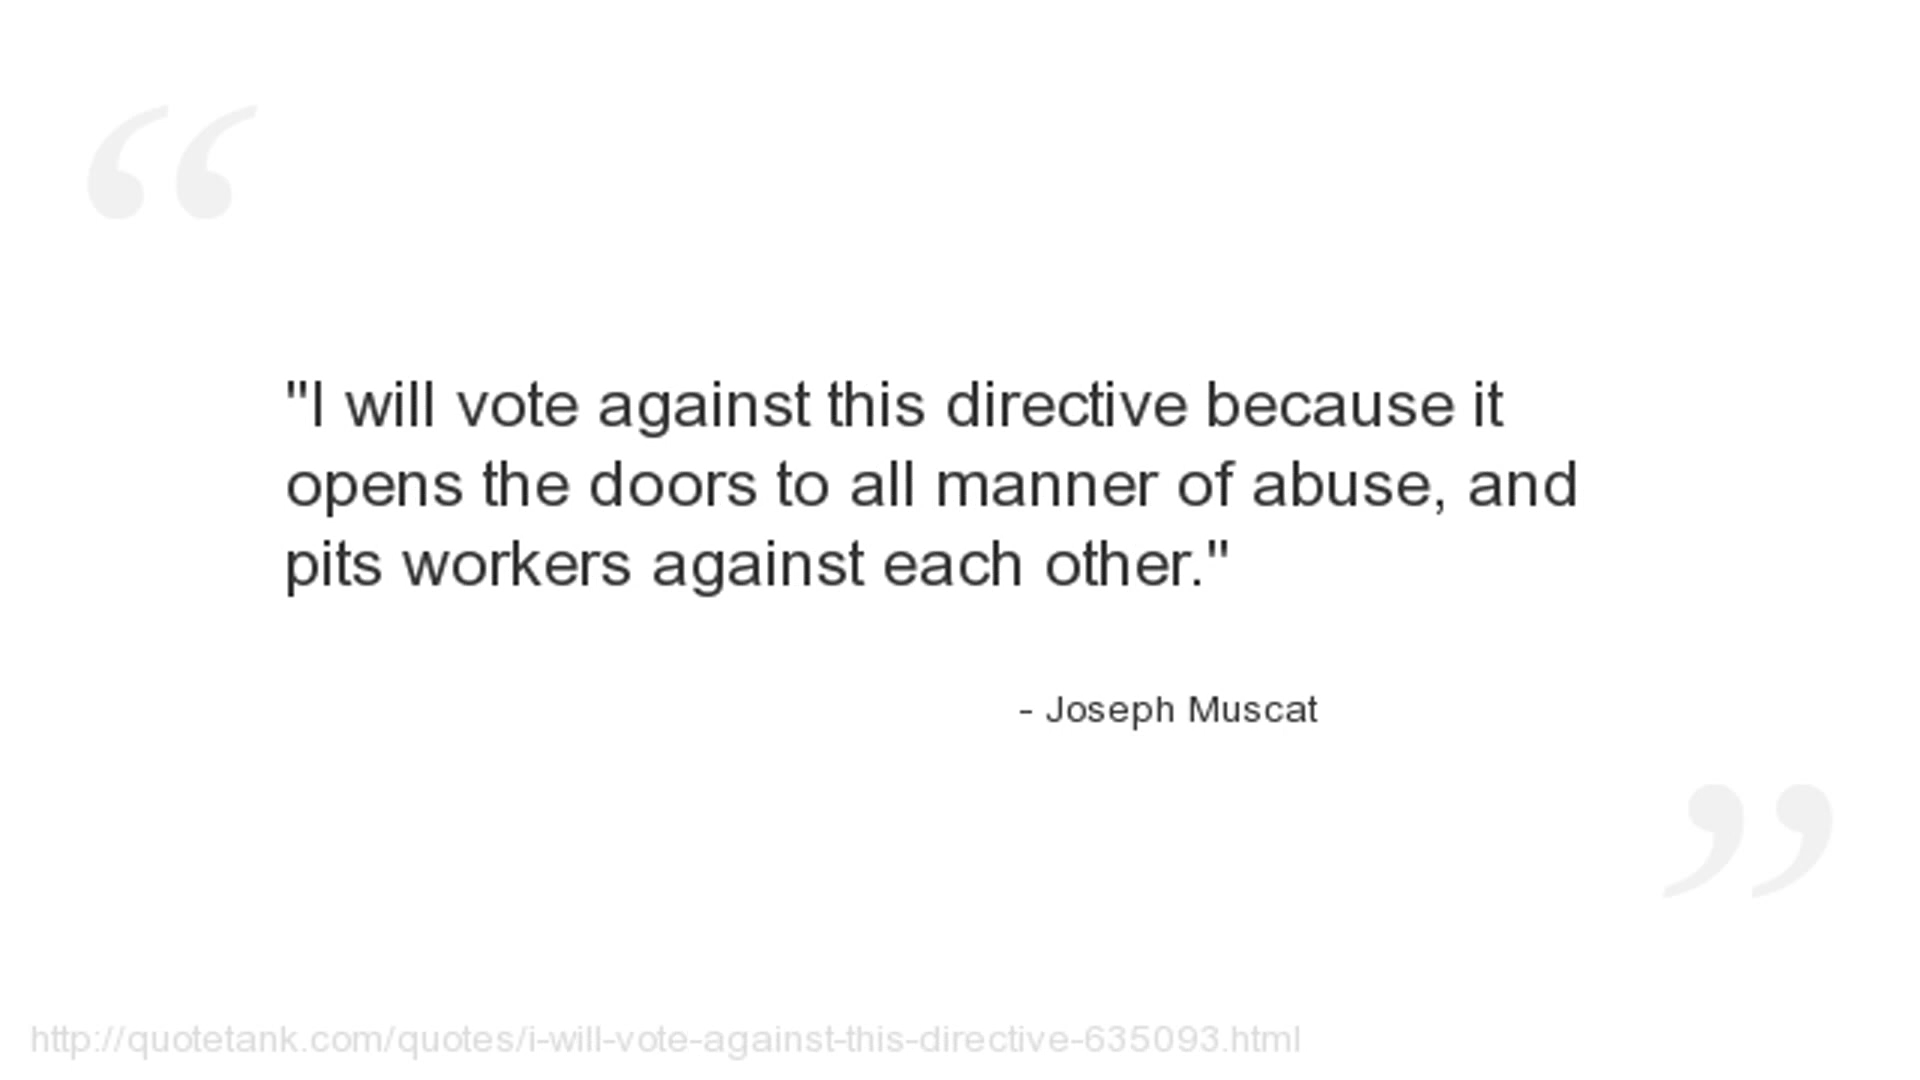 "I will vote against this directive because it
opens the doors to all manner of abuse, and
pits workers against each other."
- Joseph Muscat
http://quotetank.com/quotes/i-will-vote-against-this-directive-635093.html